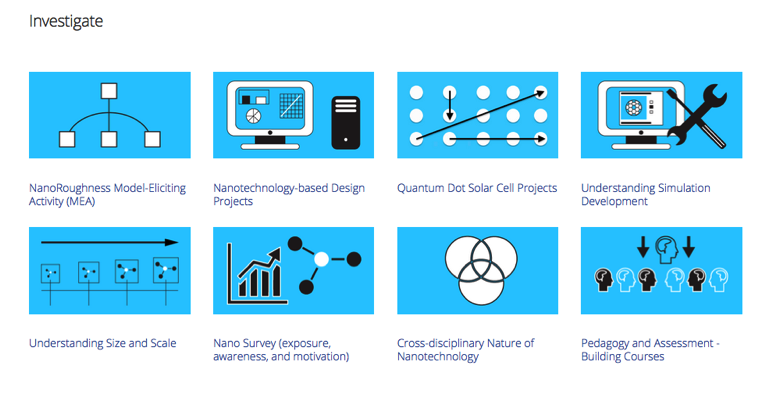 Investigate
NanoRoughness Model-Eliciting
Activity (MEA)
Nanotechnology-based Design
Projects
Quantum Dot Solar Cell Projects
Understanding Simulation
Development
Understanding Size and Scale
Nano Survey (exposure,
awareness, and motivation)
Cross-disciplinary Nature of
Nanotechnology
Pedagogy and Assessment -
Building Courses